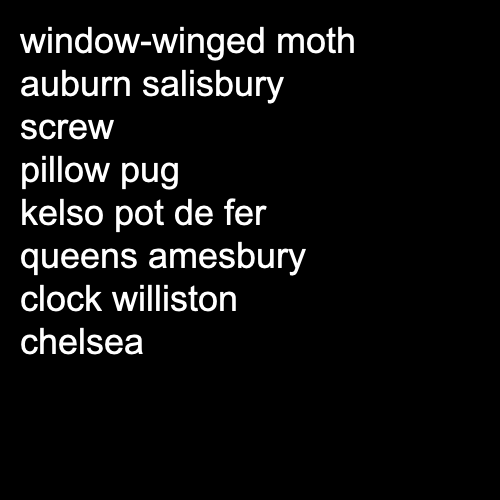 window-winged moth
auburn salisbury
screw
pillow pug
kelso pot de fer
queens amesbury
clock williston
chelsea